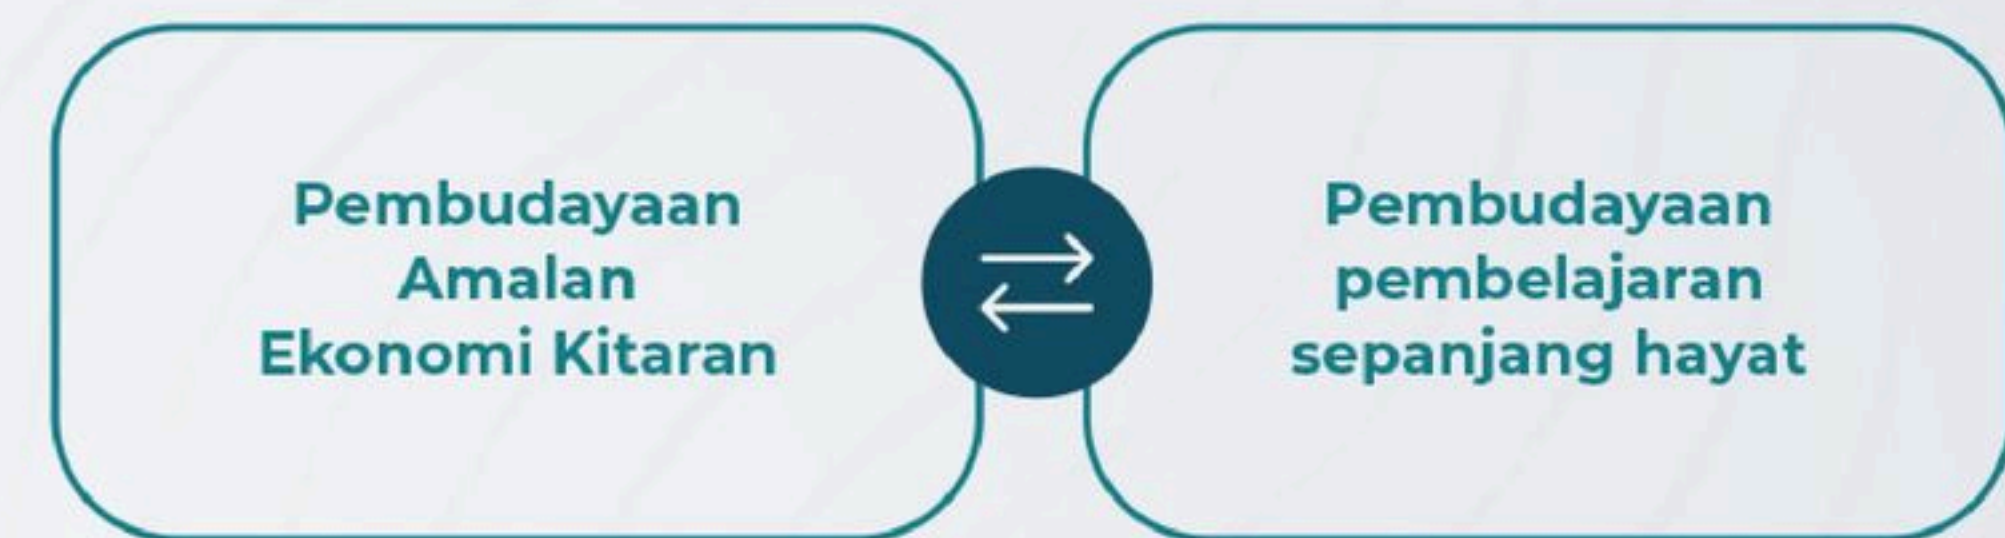 Pembudayaan
Amalan
Ekonomi Kitaran
Pembudayaan
pembelajaran
sepanjang hayat